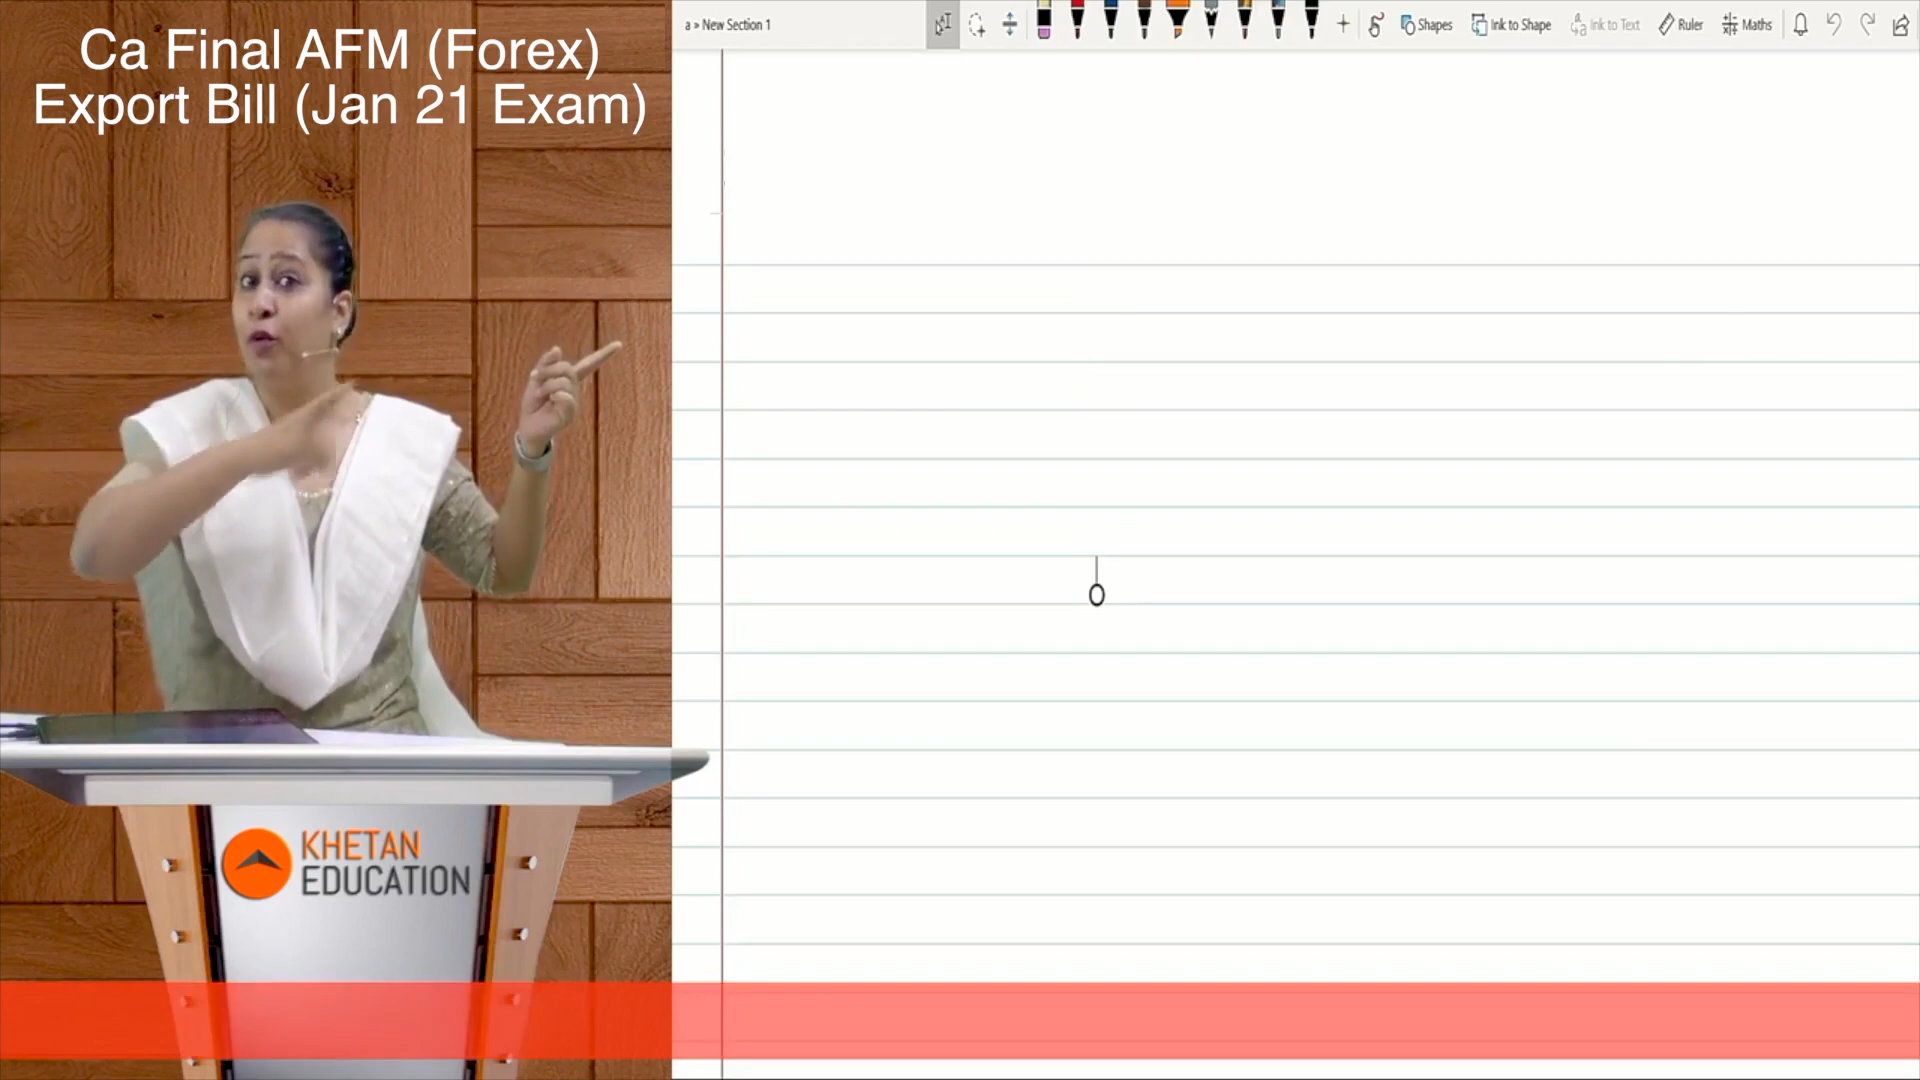 Ca Final AFM (Forex)
Export Bill (Jan 21 Exam)
a » New Section 1
Shapes
Ink to Shape
Ink to Text
Ruler
Maths
KHETAN
EDUCATION